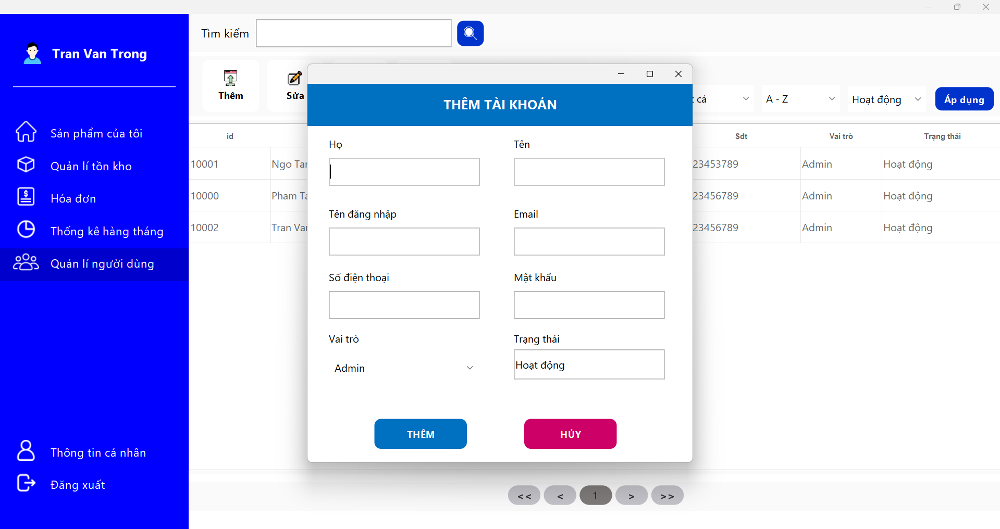 Tran Van Trong
Sản phẩm của tôi
Quản lí tồn kho
Hóa đơn
Thống kê hàng tháng
Quản lí người dùng
Thông tin cá nhân
Đăng xuất
Tìm kiếm
Thêm
Sửa
cả
A - Z
Hoạt động
Áp dụng
id
Sđt
Vai trò
Trạng thái
10001
Ngo
23453789
Admin
Hoạt động
10000
Pham
23456789
Admin
Hoạt động
10002
Tran
23456789
Admin
Hoạt động
THÊM TÀI KHOẢN
Họ
Tên
Tên đăng nhập
Email
Số điện thoại
Mật khẩu
Vai trò
Trạng thái
Admin
Hoạt động
THÊM
HỦY
<< < 1 > >>